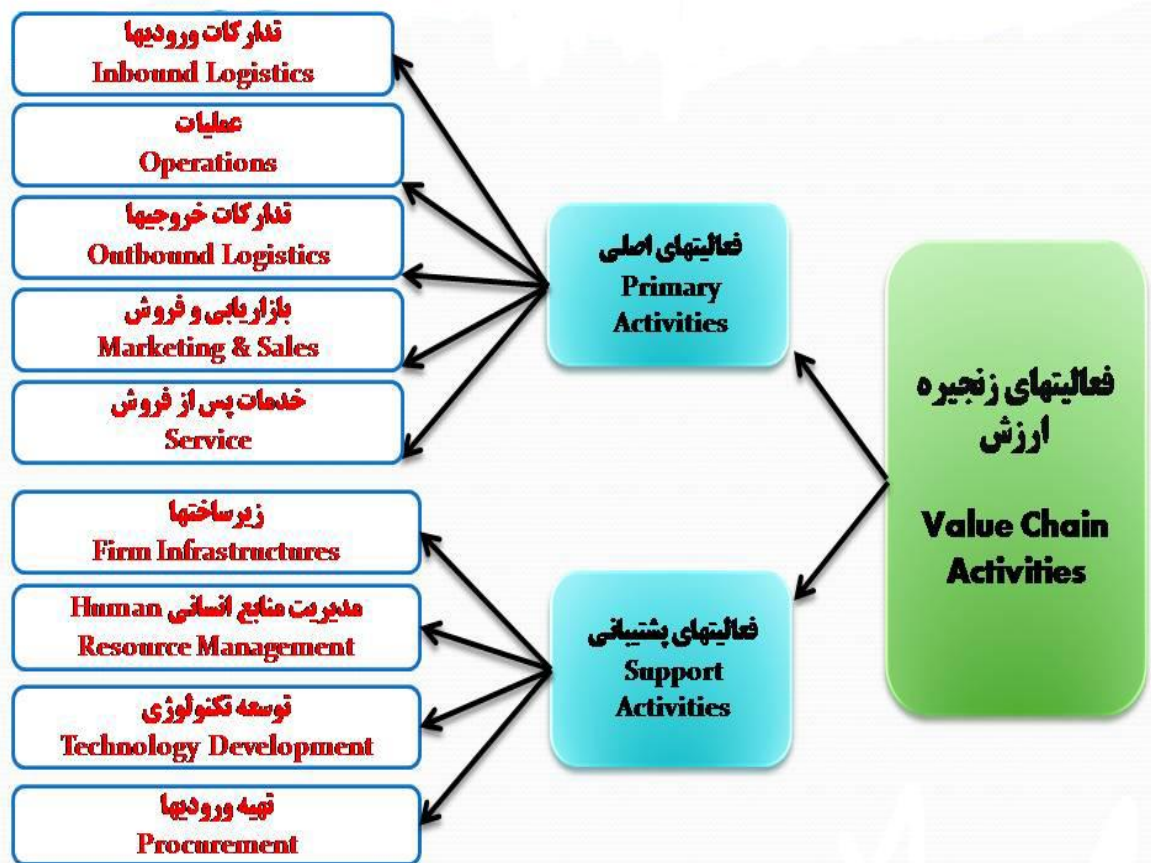 فعالیتهای زنجیره
ارزش
Value Chain
Activities
فعالیتهای اصلی
Primary
Activities
تدارکات ورودیها
Inbound Logistics
عملیات
Operations
تدارکات خروجیها
Outbound Logistics
بازاریابی و فروش
Marketing & Sales
خدمات پس از فروش
Service
فعالیتهای پشتیبانی
Support
Activities
زیرساختها
Firm Infrastructures
مدیریت منابع انسانی Human
Resource Management
توسعه تکنولوژی
Technology Development
تهیه ورودیها
Procurement